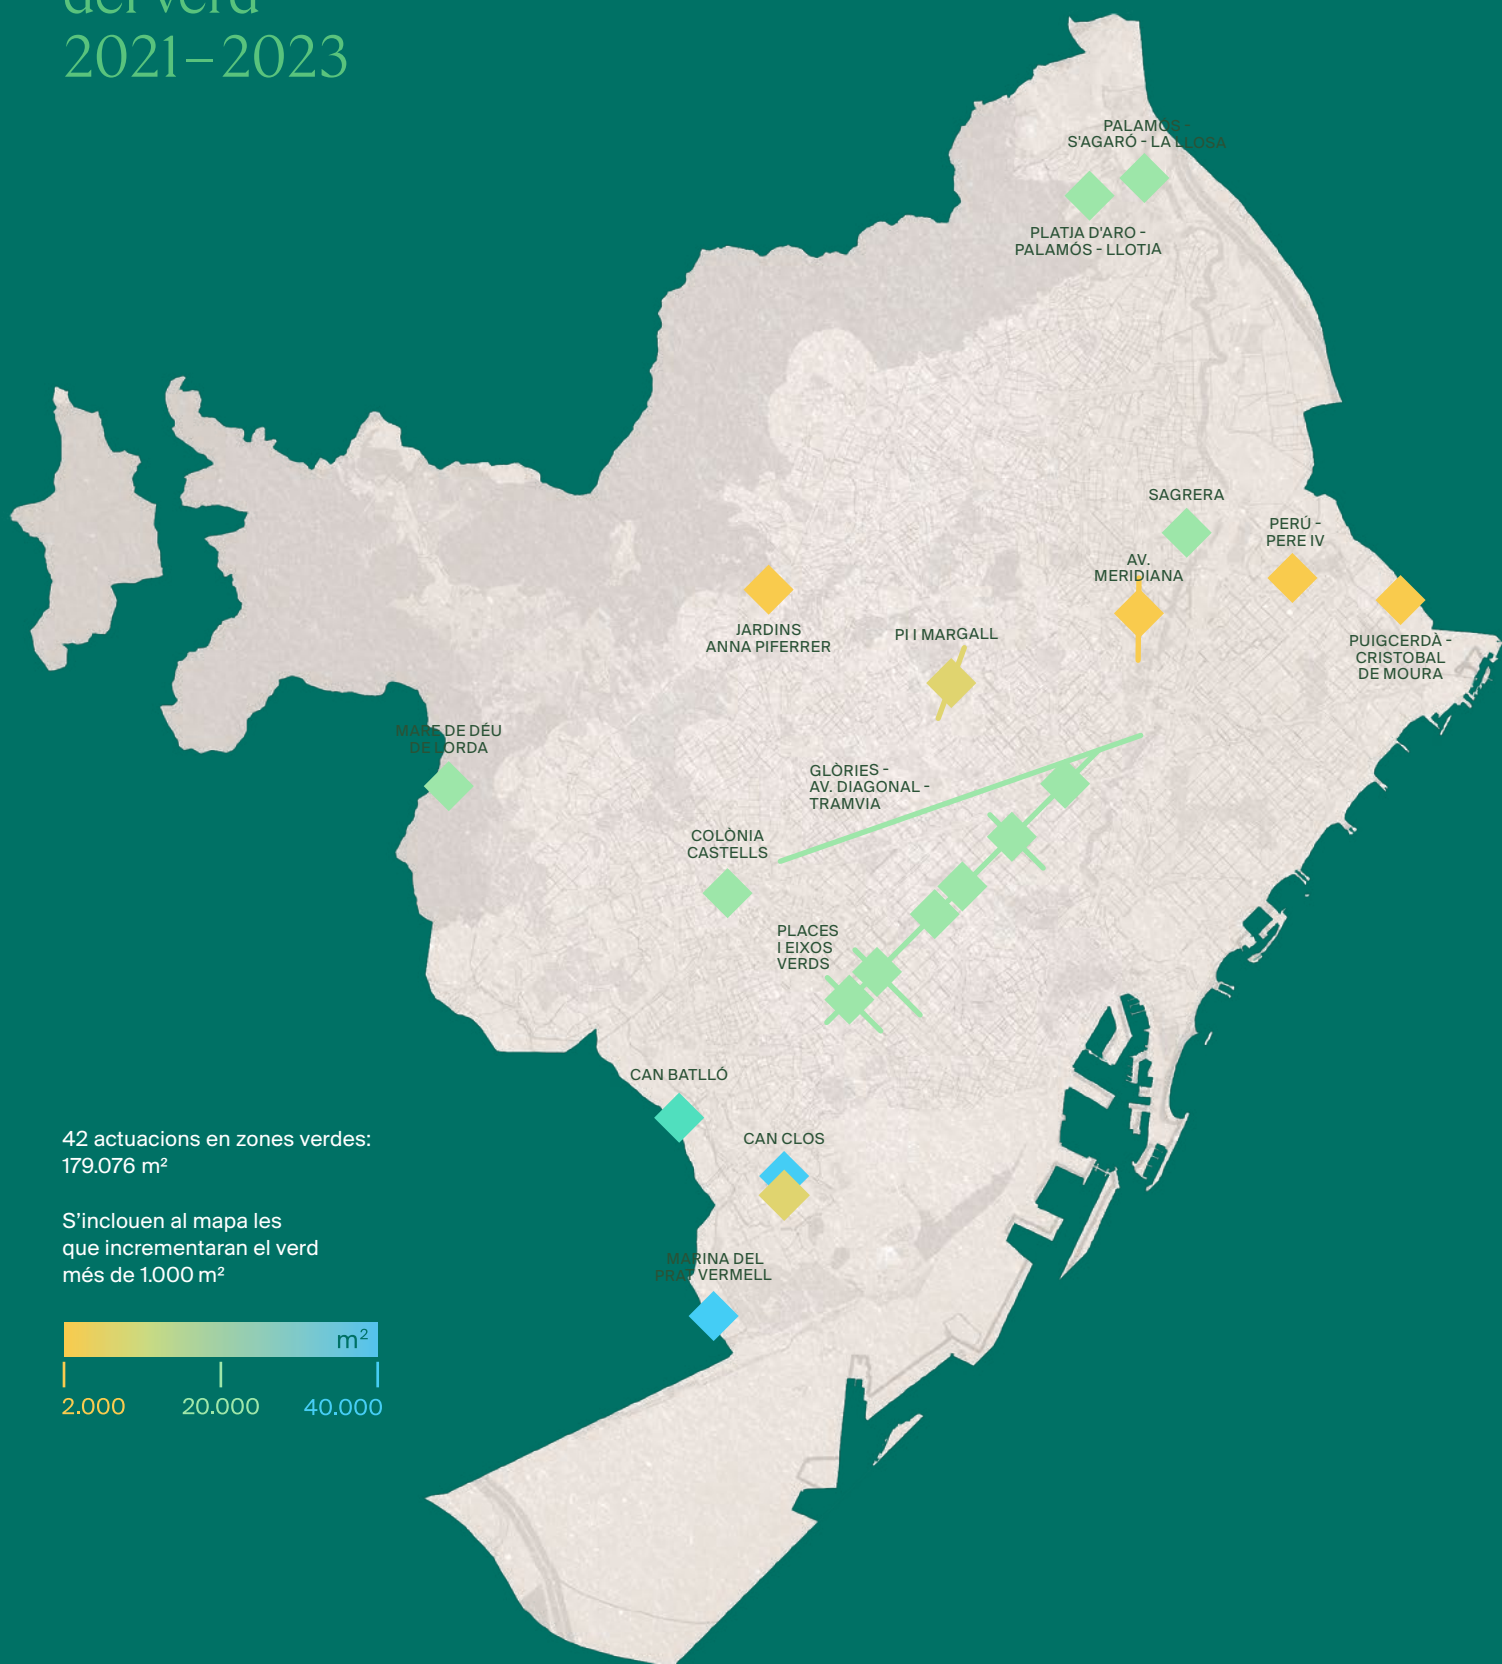 del verd
2021–2023
PALAMÓS -
S'AGARÓ - LA LLOSA
PLATJA D'ARO -
PALAMÓS - LLOTJA
SAGRERA
PERÚ -
PERE IV
AV.
MERIDIANA
JARDINS
ANNA PIFERRER
PI I MARGALL
PUIGCERDÀ -
CRISTOBAL
DE MOURA
MARE DE DÉU
DE LORDA
GLÒRIES -
AV. DIAGONAL -
TRAMVIA
COLÒNIA
CASTELLS
PLACES
I EIXOS
VERDS
CAN BATLLÓ
CAN CLOS
MARINA DEL
PRAT VERMELL
42 actuacions en zones verdes:
179.076 m²
S'inclouen al mapa les
que incrementaran el verd
més de 1.000 m²
m²
2.000 20.000 40.000